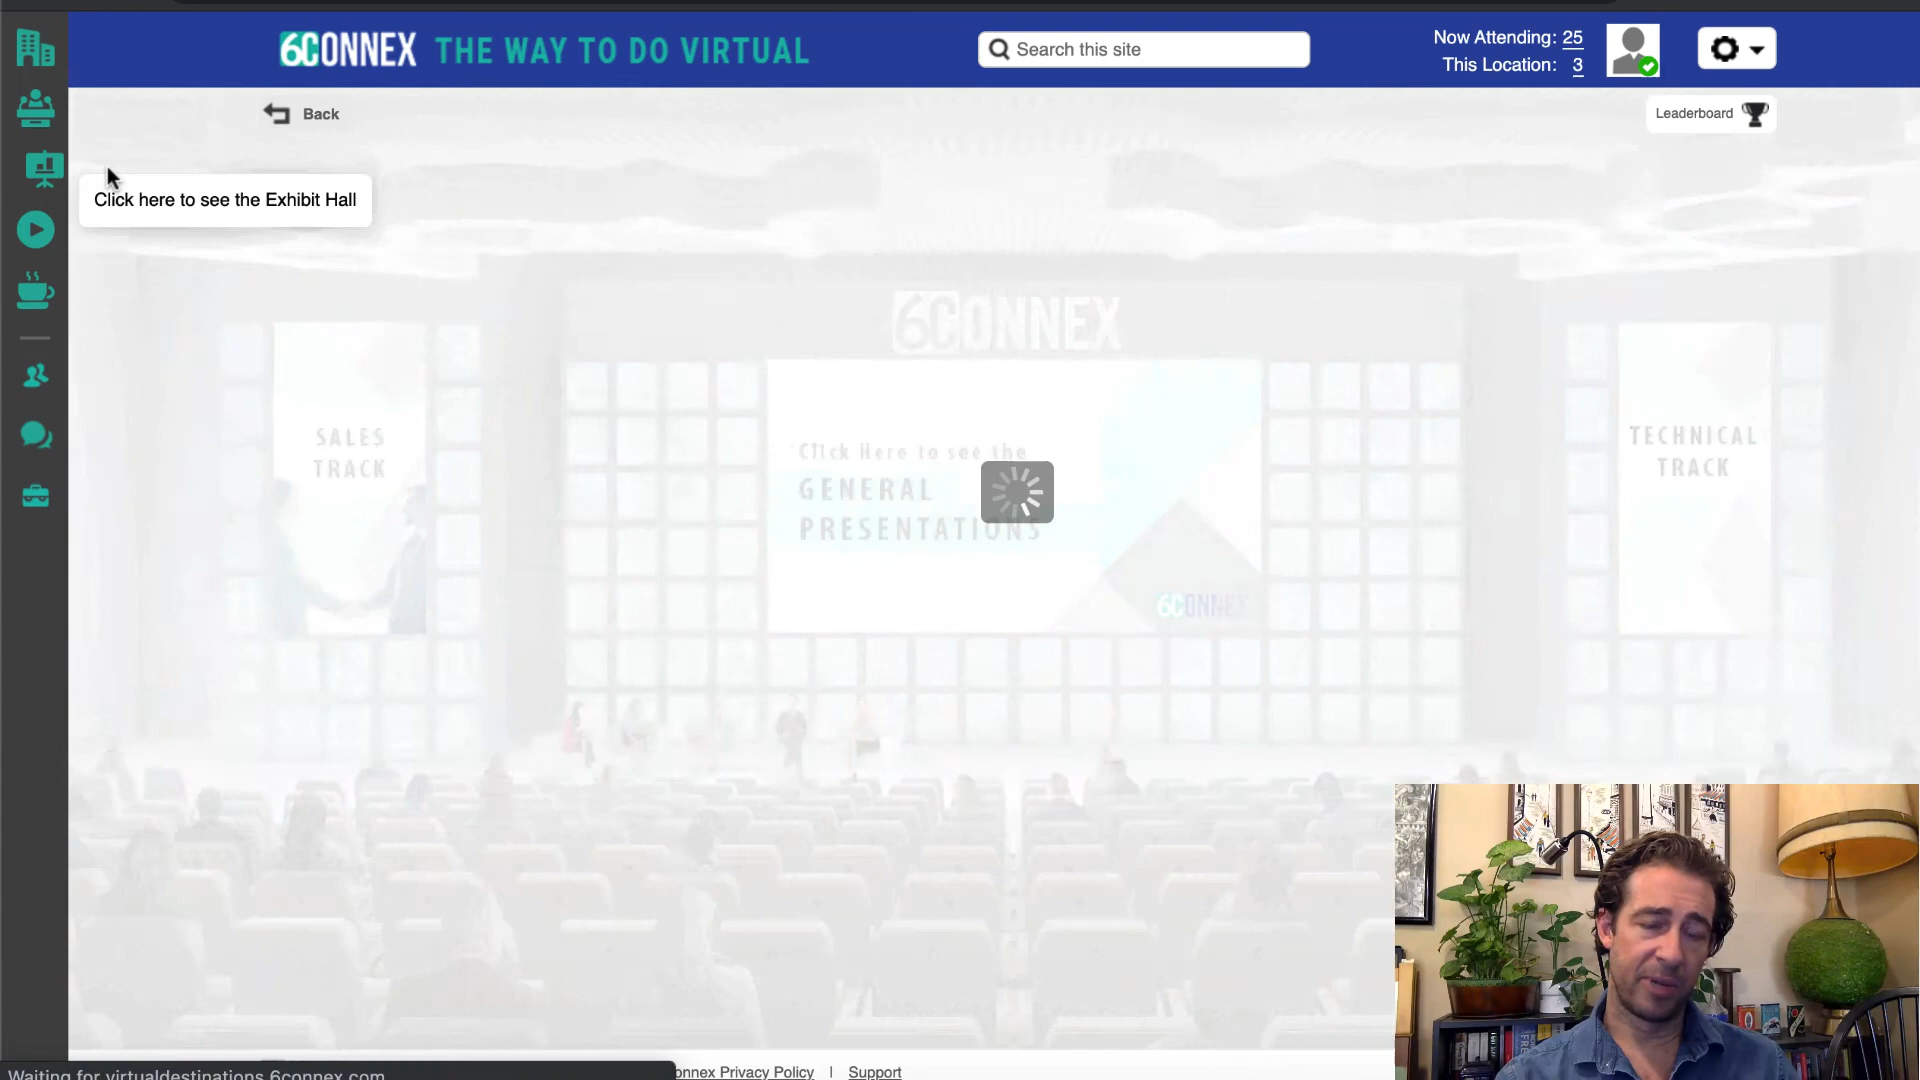 6CONNEX THE WAY TO DO VIRTUAL
Search this site
Now Attending: 25
This Location: 3
Back
Leaderboard
Click here to see the Exhibit Hall
6CONNEX
SALES
TRACK
Click Here to see the
GENERAL
PRESENTATIONS
6CONNEX
TECHNICAL
TRACK
Waiting for virtualdestinations.6connex.com
onnex Privacy Policy | Support